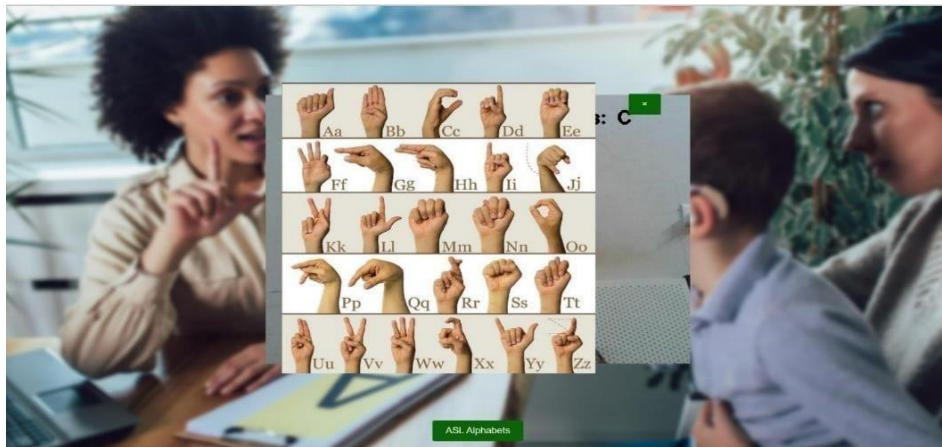 s: C
×
Aa Bb Cc Dd Ee
Ff Gg Hh Ii Jj
Kk Ll Mm Nn Oo
Pp Qq Rr Ss Tt
Uu Vv Ww Xx Yy Zz
A
ASL Alphabets